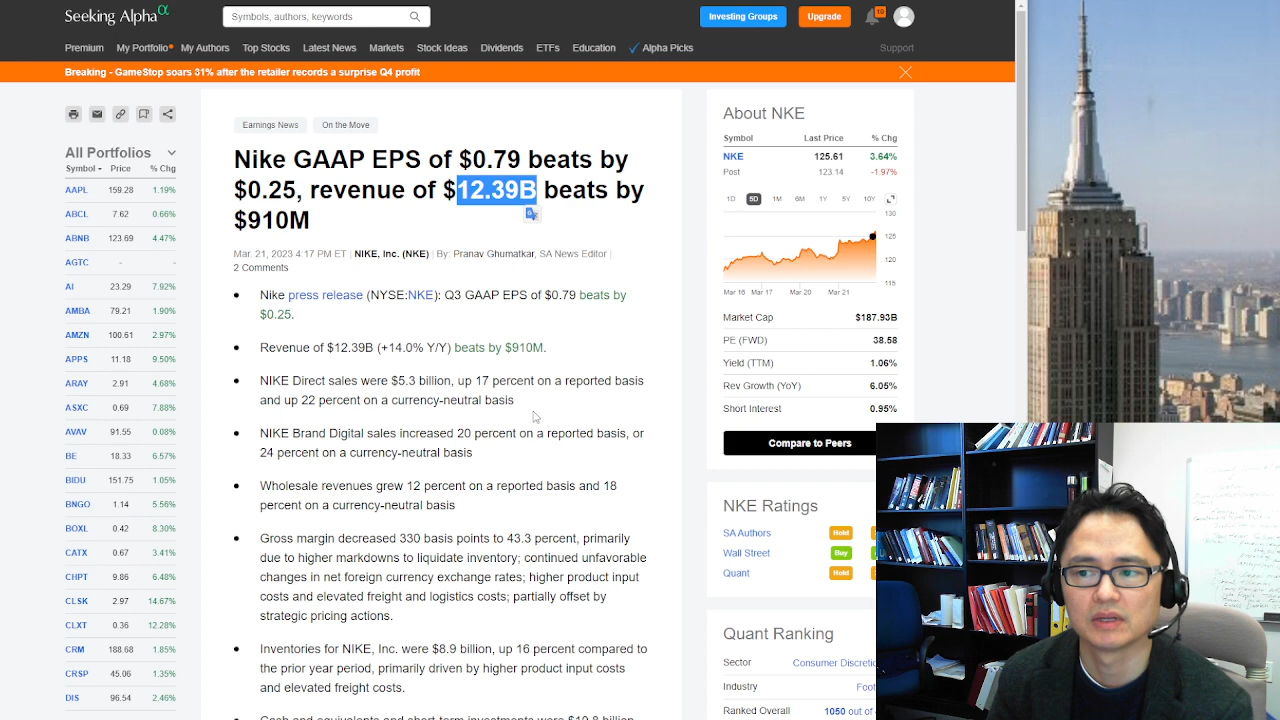 Seeking Alphaα
Symbols, authors, keywords
Investing Groups
Upgrade
10
Premium
My Portfolio
My Authors
Top Stocks
Latest News
Markets
Stock Ideas
Dividends
ETFs
Education
Alpha Picks
Support
Breaking - GameStop soars 31% after the retailer records a surprise Q4 profit
All Portfolios
Symbol Price % Chg
AAPL 159.28 1.19%
ABCL 7.62 0.66%
ABNB 123.69 4.47%
AGTC - -
AI 23.29 7.92%
AMBA 79.21 1.90%
AMZN 100.61 2.97%
APPS 11.18 9.50%
ARAY 2.91 4.68%
ASXC 0.69 7.88%
AVAV 91.55 0.08%
BE 18.33 6.57%
BIDU 151.75 1.05%
BNGO 1.14 5.56%
BOXL 0.42 8.30%
CATX 0.67 3.41%
CHPT 9.86 6.48%
CLSK 2.97 14.67%
CLXT 0.36 12.28%
CRM 188.68 1.85%
CRSP 45.08 1.35%
DIS 96.54 2.46%
Earnings News
On the Move
Nike GAAP EPS of $0.79 beats by
$0.25, revenue of $12.39B beats by
$910M
Mar. 21, 2023 4:17 PM ET | NIKE, Inc. (NKE) | By: Pranav Ghumatkar, SA News Editor |
2 Comments
Nike press release (NYSE:NKE): Q3 GAAP EPS of $0.79 beats by
$0.25.
Revenue of $12.39B (+14.0% Y/Y) beats by $910M.
NIKE Direct sales were $5.3 billion, up 17 percent on a reported basis
and up 22 percent on a currency-neutral basis
NIKE Brand Digital sales increased 20 percent on a reported basis, or
24 percent on a currency-neutral basis
Wholesale revenues grew 12 percent on a reported basis and 18
percent on a currency-neutral basis
Gross margin decreased 330 basis points to 43.3 percent, primarily
due to higher markdowns to liquidate inventory; continued unfavorable
changes in net foreign currency exchange rates; higher product input
costs and elevated freight and logistics costs; partially offset by
strategic pricing actions.
Inventories for NIKE, Inc. were $8.9 billion, up 16 percent compared to
the prior year period, primarily driven by higher product input costs
and elevated freight costs.
Cash and equivalents and short-term investments were $10.8 billion
About NKE
Symbol Last Price % Chg
NKE 125.61 3.64%
Post 123.14 -1.97%
1D 5D 1M 6M 1Y 5Y 10Y
130
125
120
115
Mar 16 Mar 17 Mar 20 Mar 21
Market Cap $187.93B
PE (FWD) 38.58
Yield (TTM) 1.06%
Rev Growth (YoY) 6.05%
Short Interest 0.95%
Compare to Peers
NKE Ratings
SA Authors Hold
Wall Street Buy
Quant Hold
Quant Ranking
Sector Consumer Discretic
Industry Foot
Ranked Overall 1050 out of